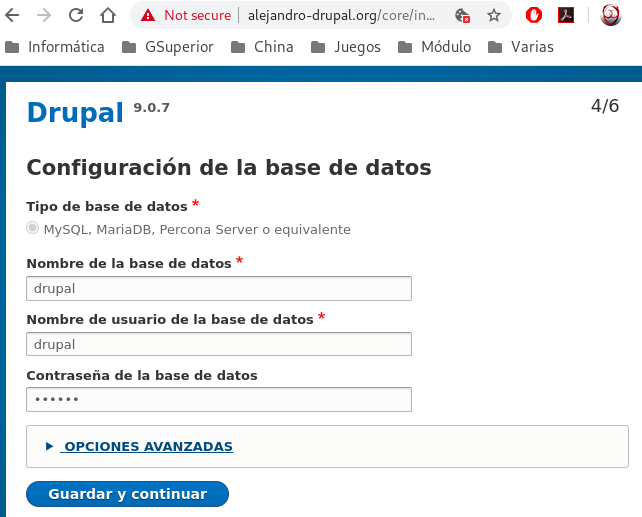 Not secure | alejandro-drupal.org/core/in...
Informática GSuperior China Juegos Módulo Varias
Drupal 9.0.7 4/6
Configuración de la base de datos
Tipo de base de datos *
MySQL, MariaDB, Percona Server o equivalente
Nombre de la base de datos *
drupal
Nombre de usuario de la base de datos *
drupal
Contraseña de la base de datos
••••••
OPCIONES AVANZADAS
Guardar y continuar